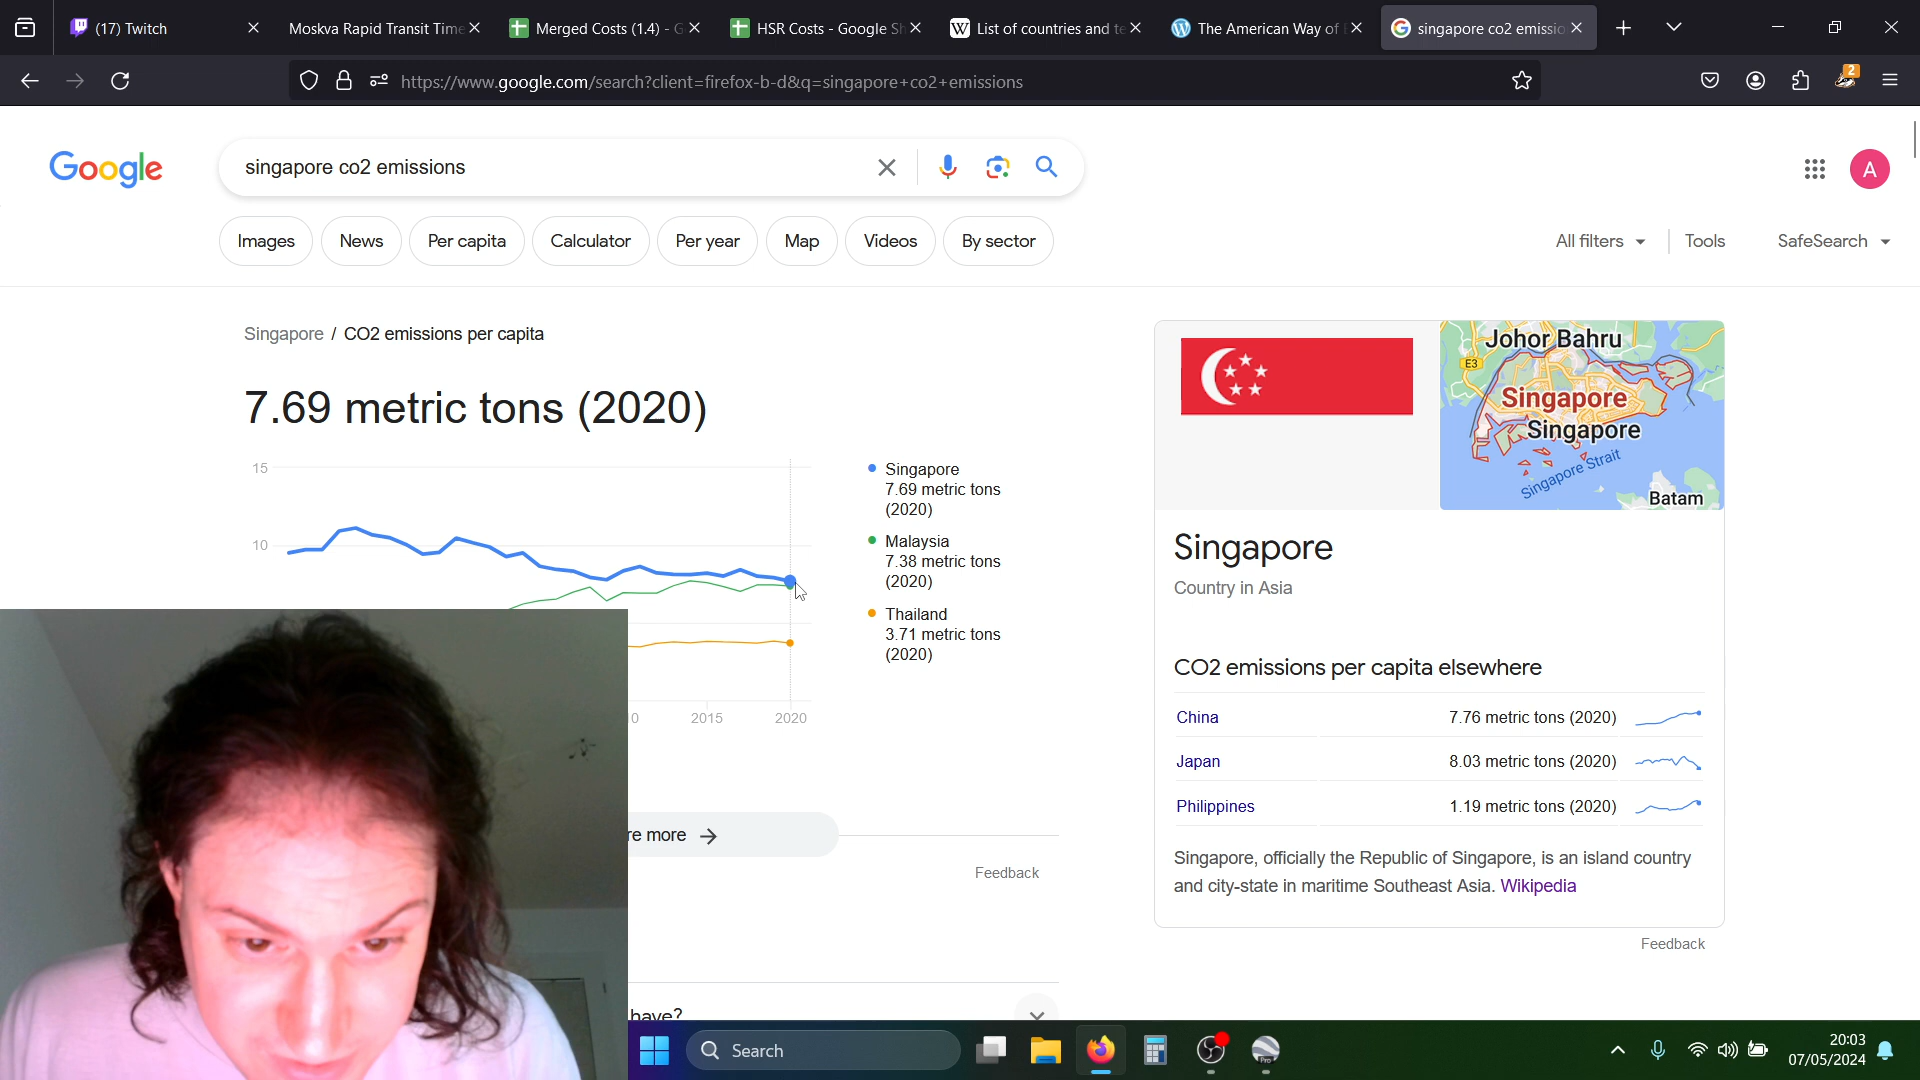 (17) Twitch
Moskva Rapid Transit Time
Merged Costs (1.4) - G
HSR Costs - Google Sh
List of countries and te
The American Way of
singapore co2 emissio
https://www.google.com/search?client=firefox-b-d&q=singapore+co2+emissions
2
Google
singapore co2 emissions
A
Images
News
Per capita
Calculator
Per year
Map
Videos
By sector
All filters
Tools
SafeSearch
Singapore / CO2 emissions per capita
7.69 metric tons (2020)
15
10
Singapore
7.69 metric tons
(2020)
Malaysia
7.38 metric tons
(2020)
Thailand
3.71 metric tons
(2020)
0
2015
2020
re more
Feedback
have?
Johor Bahru
E3
Singapore
Singapore
Singapore Strait
Batam
Singapore
Country in Asia
CO2 emissions per capita elsewhere
China 7.76 metric tons (2020)
Japan 8.03 metric tons (2020)
Philippines 1.19 metric tons (2020)
Singapore, officially the Republic of Singapore, is an island country
and city-state in maritime Southeast Asia. Wikipedia
Feedback
Search
Pro
20:03
07/05/2024